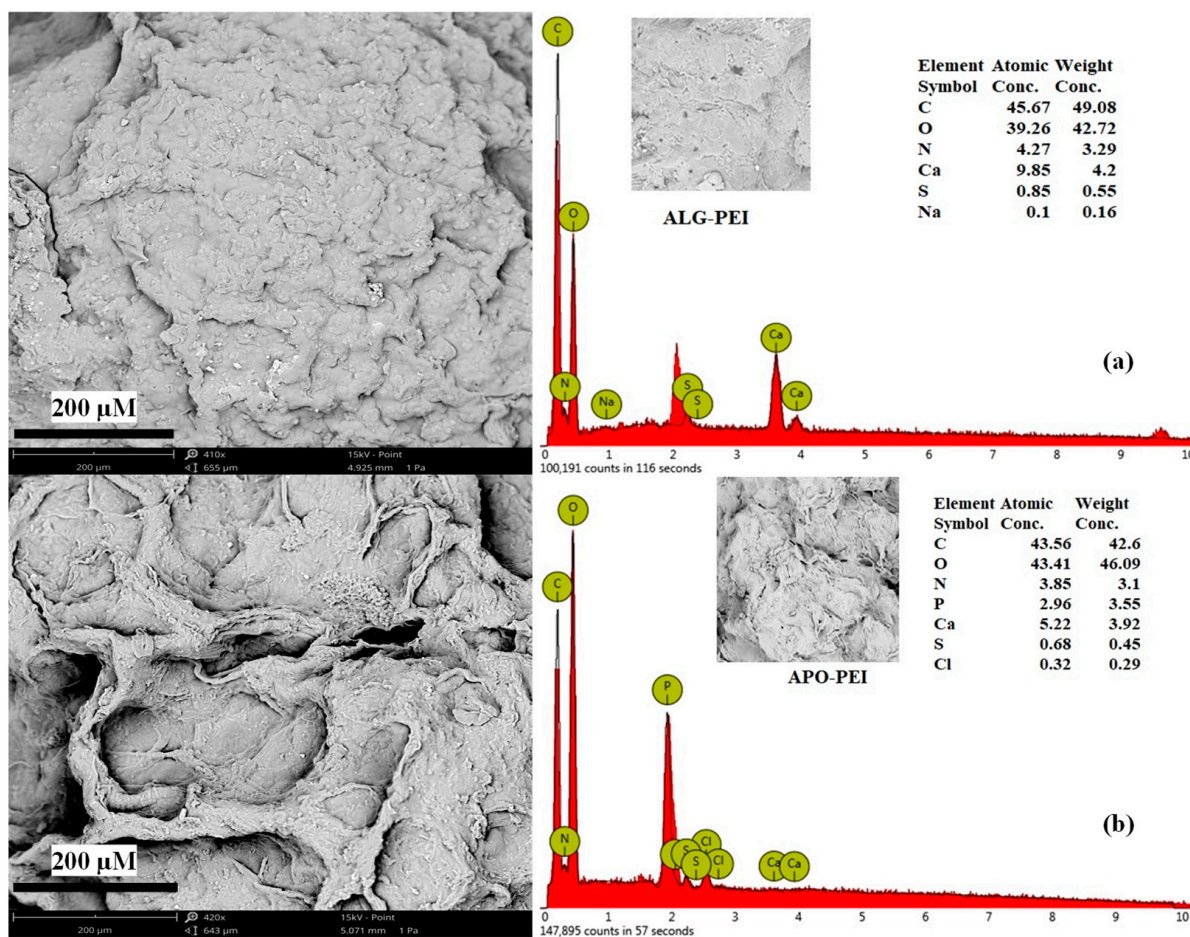 200 µM
200 µm
410x
655 µm
15kV - Point
4.925 mm 1 Pa
C
O
N
Na
S
S
Ca
Ca
ALG-PEI
Element Atomic Weight
Symbol Conc. Conc.
C 45.67 49.08
O 39.26 42.72
N 4.27 3.29
Ca 9.85 4.2
S 0.85 0.55
Na 0.1 0.16
(a)
0 1 2 3 4 5 6 7 8 9 10
100,191 counts in 116 seconds
200 µM
200 µm
420x
643 µm
15kV - Point
5.071 mm 1 Pa
O
C
N
P
S
S
Cl
Cl
Ca
Ca
APO-PEI
Element Atomic Weight
Symbol Conc. Conc.
C 43.56 42.6
O 43.41 46.09
N 3.85 3.1
P 2.96 3.55
Ca 5.22 3.92
S 0.68 0.45
Cl 0.32 0.29
(b)
0 1 2 3 4 5 6 7 8 9 10
147,895 counts in 57 seconds